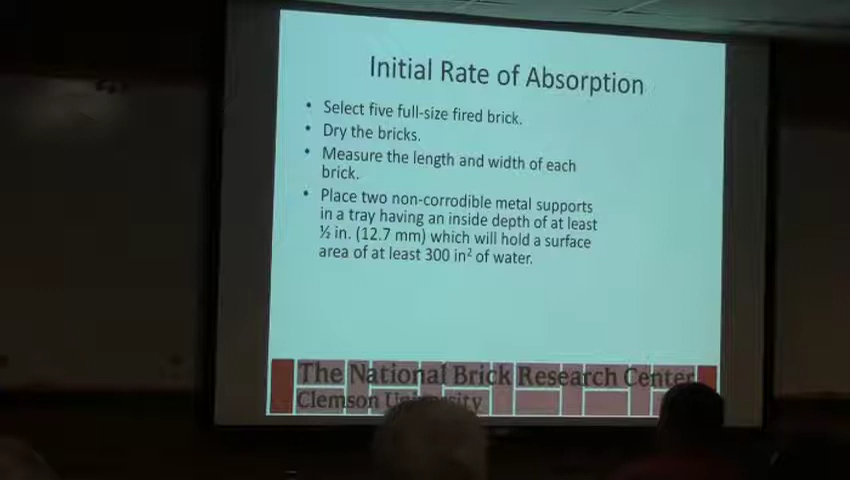 Initial Rate of Absorption
• Select five full-size fired brick.
• Dry the bricks.
• Measure the length and width of each
brick.
• Place two non-corrodible metal supports
in a tray having an inside depth of at least
½ in. (12.7 mm) which will hold a surface
area of at least 300 in² of water.
The National Brick Research Center
Clemson University